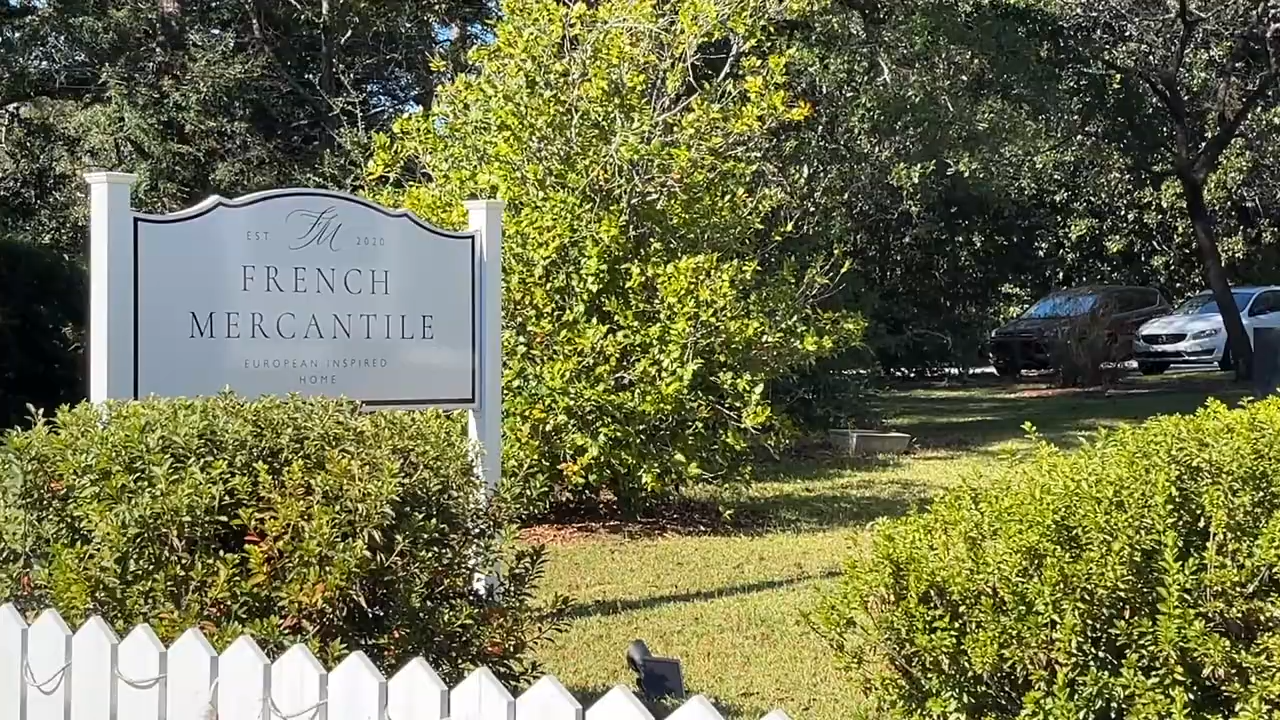 EST FM 2020
FRENCH
MERCANTILE
EUROPEAN INSPIRED
HOME